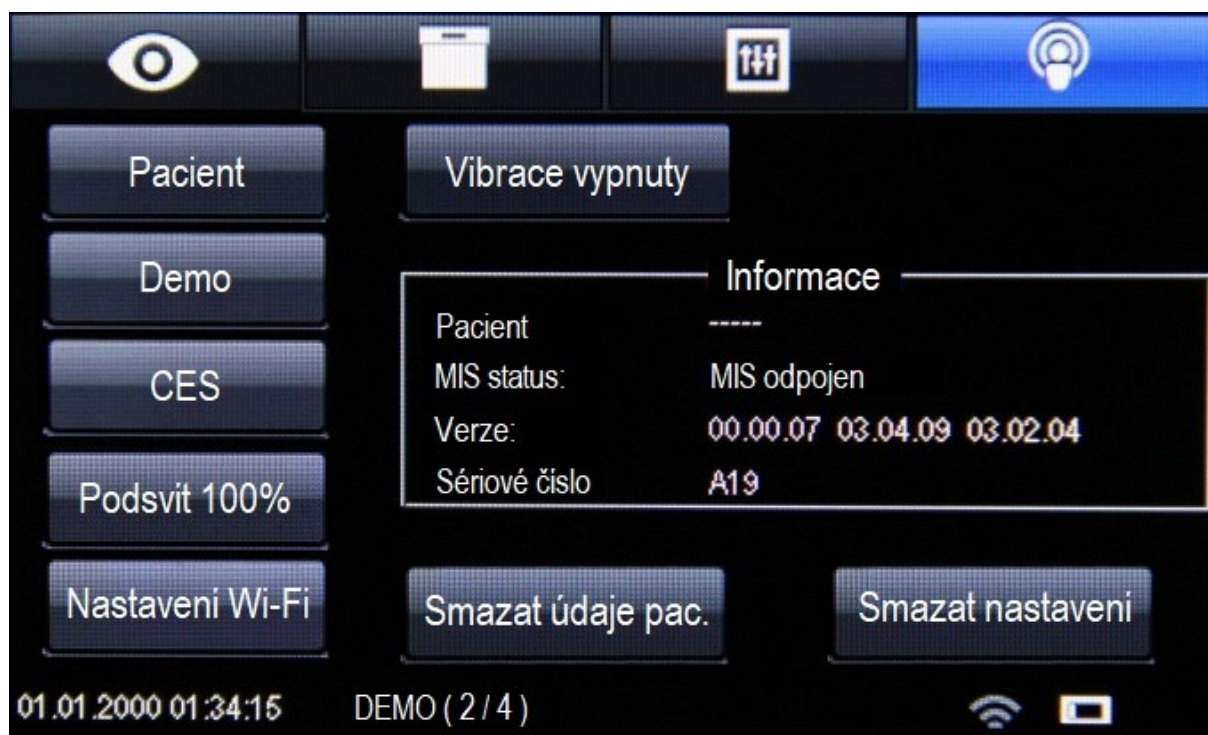 Pacient
Vibrace vypnuty
Demo
Informace
Pacient -----
MIS status: MIS odpojen
CES
Verze: 00.00.07 03.04.09 03.02.04
Sériové číslo A19
Podsvit 100%
Nastaveni Wi-Fi
Smazat údaje pac.
Smazat nastaveni
01.01.2000 01:34:15 DEMO ( 2 / 4 )